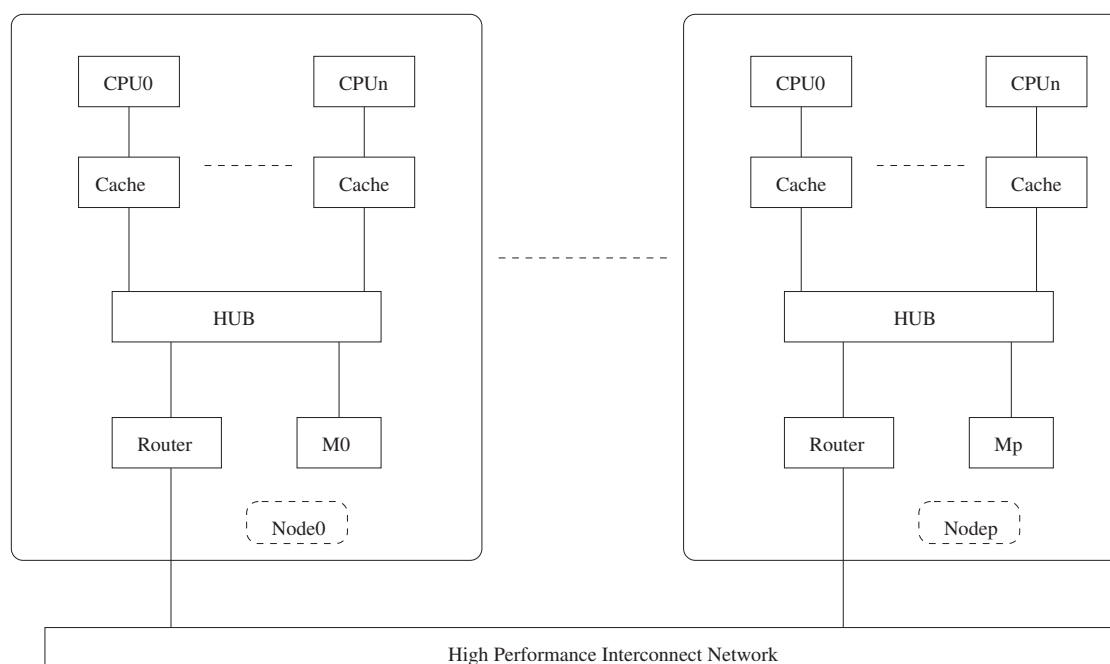 CPU0 CPUn CPU0 CPUn
Cache Cache Cache Cache
HUB HUB
Router M0 Router Mp
Node0 Nodep
High Performance Interconnect Network